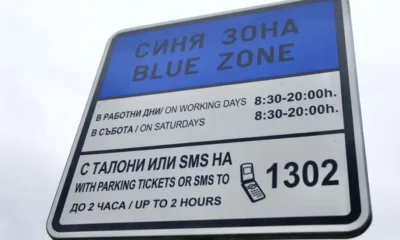 СИНЯ ЗОНА
BLUE ZONE
В РАБОТНИ ДНИ/ ON WORKING DAYS 8:30-20:00h.
В СЪБОТА / ON SATURDAYS 8:30-20:00h.
С ТАЛОНИ ИЛИ SMS НА
WITH PARKING TICKETS OR SMS TO 1302
ДО 2 ЧАСА / UP TO 2 HOURS